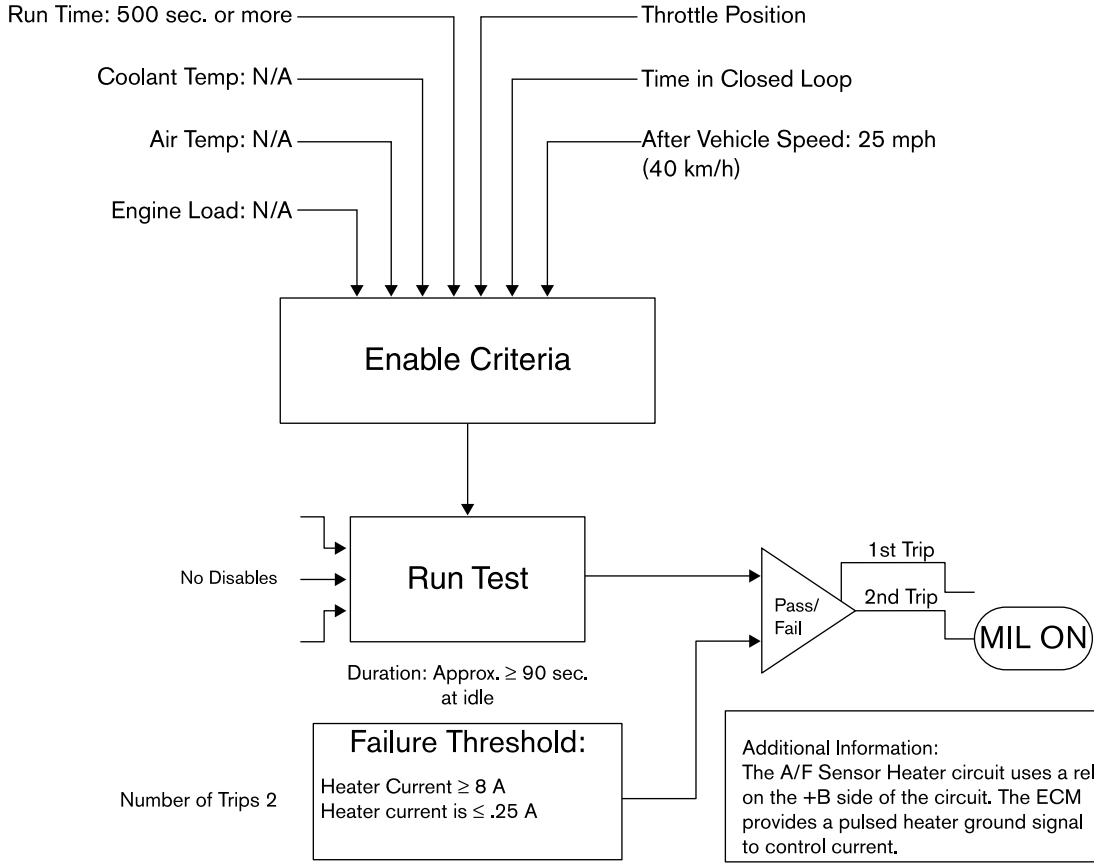 Run Time: 500 sec. or more
Throttle Position
Coolant Temp: N/A
Time in Closed Loop
Air Temp: N/A
After Vehicle Speed: 25 mph
(40 km/h)
Engine Load: N/A
Enable Criteria
No Disables
Run Test
Pass/
Fail
1st Trip
2nd Trip
MIL ON
Duration: Approx. ≥ 90 sec.
at idle
Number of Trips 2
Failure Threshold:
Heater Current ≥ 8 A
Heater current is ≤ .25 A
Additional Information:
The A/F Sensor Heater circuit uses a
on the +B side of the circuit. The ECM
provides a pulsed heater ground signal
to control current.